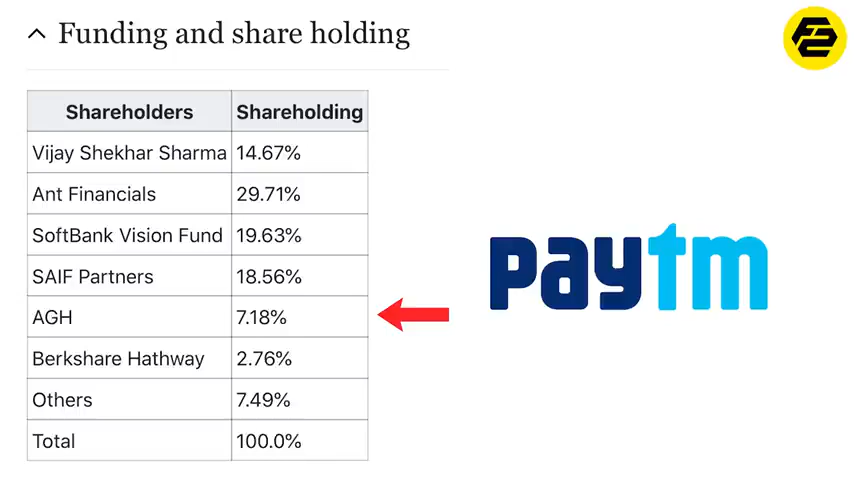 Funding and share holding
Shareholders Shareholding
Vijay Shekhar Sharma 14.67%
Ant Financials 29.71%
SoftBank Vision Fund 19.63%
SAIF Partners 18.56%
AGH 7.18%
Berkshare Hathway 2.76%
Others 7.49%
Total 100.0%
paytm